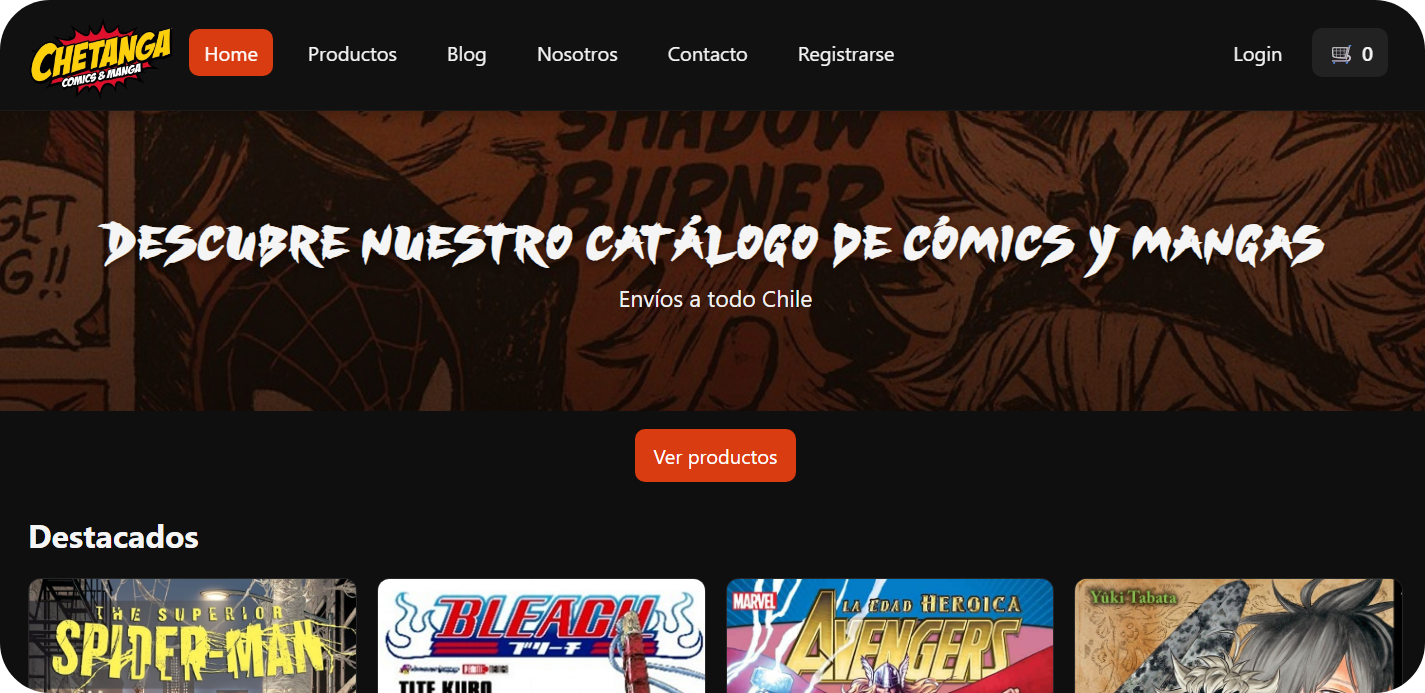 CHETANGA
COMICS & MANGA
Home
Productos
Blog
Nosotros
Contacto
Registrarse
Login
0
SHADOW
BURNER
GET
G!!
DESCUBRE NUESTRO CATÁLOGO DE CÓMICS Y MANGAS
Envíos a todo Chile
Ver productos
Destacados
THE SUPERIOR
SPIDER-MAN
BLEACH
ブリーチ
TITE KUBO
MARVEL
LA EDAD HEROICA
AVENGERS
Yûki Tabata